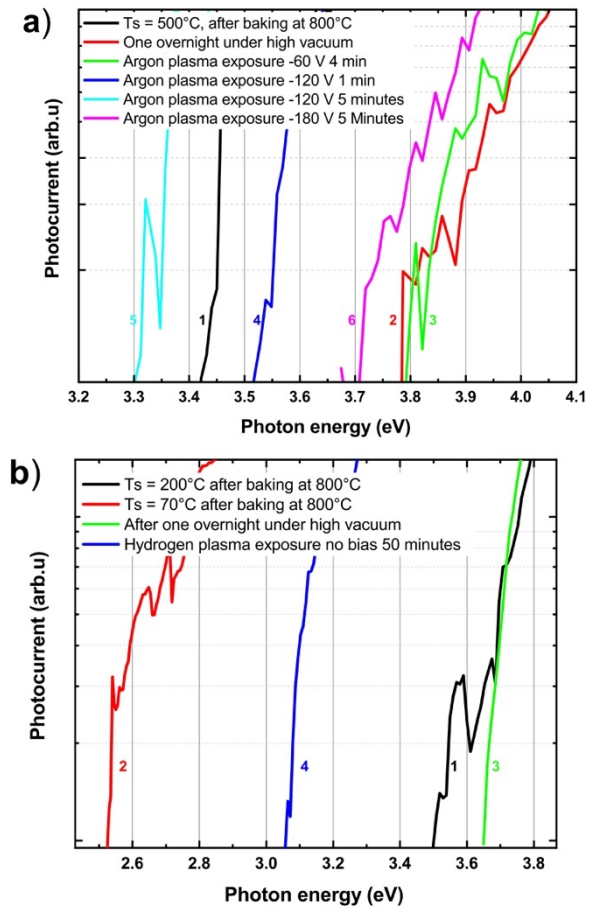 a)
Ts = 500°C, after baking at 800°C
One overnight under high vacuum
Argon plasma exposure -60 V 4 min
Argon plasma exposure -120 V 1 min
Argon plasma exposure -120 V 5 minutes
Argon plasma exposure -180 V 5 Minutes
Photocurrent (arb.u)
5 1 4 6 2 3
3.2 3.3 3.4 3.5 3.6 3.7 3.8 3.9 4.0 4.1
Photon energy (eV)
b)
Ts = 200°C after baking at 800°C
Ts = 70°C after baking at 800°C
After one overnight under high vacuum
Hydrogen plasma exposure no bias 50 minutes
Photocurrent (arb.u)
2 4 1 3
2.6 2.8 3.0 3.2 3.4 3.6 3.8
Photon energy (eV)